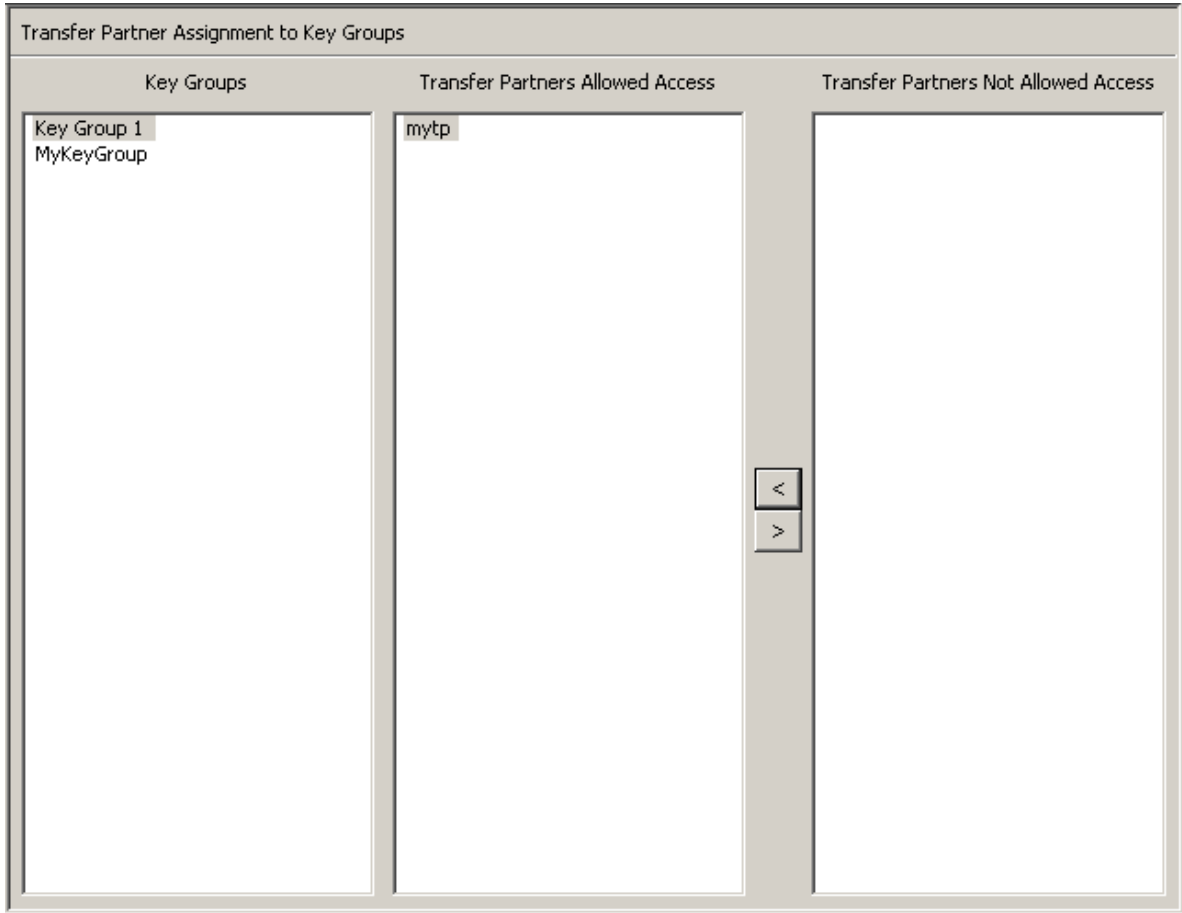 Transfer Partner Assignment to Key Groups
Key Groups
Transfer Partners Allowed Access
Transfer Partners Not Allowed Access
Key Group 1
MyKeyGroup
mytp
<
>